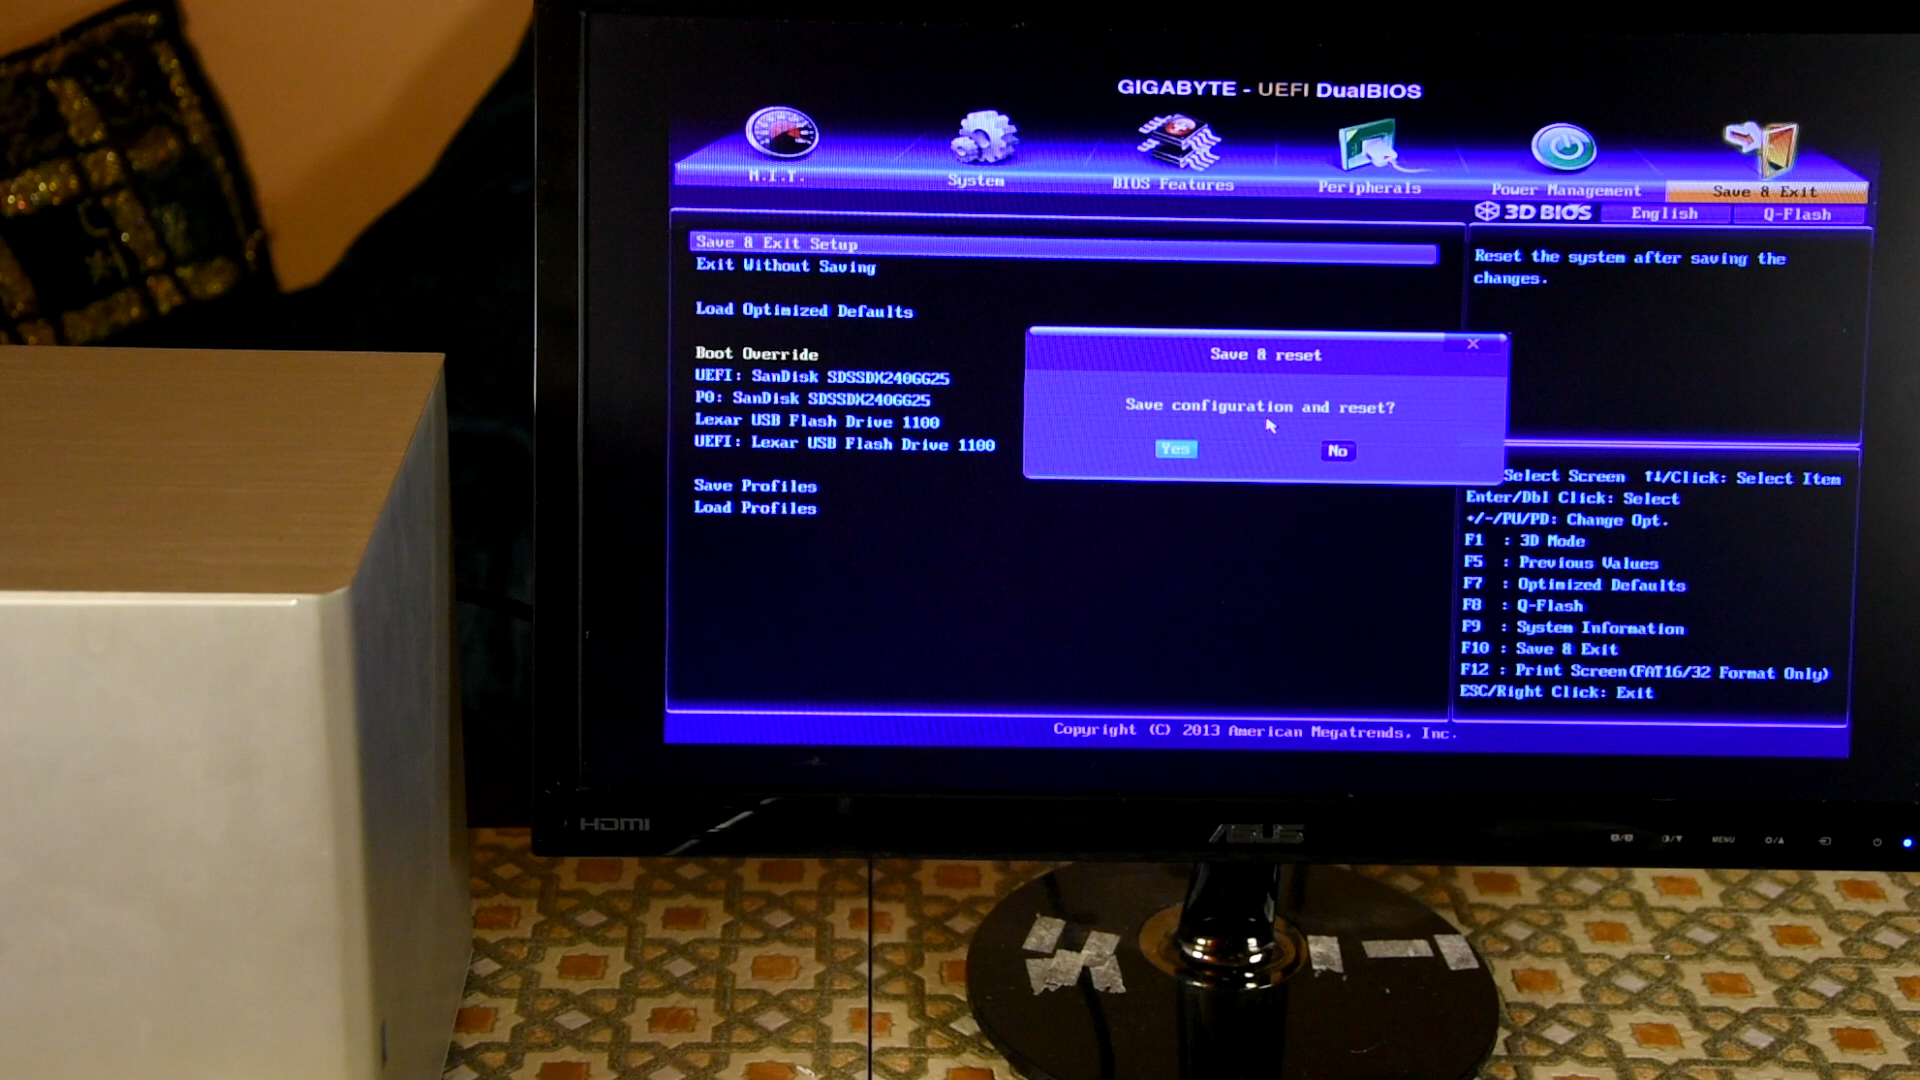 GIGABYTE - UEFI DualBIOS
M.I.T.
System
BIOS Features
Peripherals
Power Management
Save & Exit
3D BIOS
English
Q-Flash
Save & Exit Setup
Exit Without Saving
Load Optimized Defaults
Boot Override
UEFI: SanDisk SDSSDX240GG25
P0: SanDisk SDSSDX240GG25
Lexar USB Flash Drive 1100
UEFI: Lexar USB Flash Drive 1100
Save Profiles
Load Profiles
Reset the system after saving the
changes.
Save & reset
Save configuration and reset?
Yes
No
Select Screen ↑↓/Click: Select Item
Enter/Dbl Click: Select
+/-/PU/PD: Change Opt.
F1 : 3D Mode
F5 : Previous Values
F7 : Optimized Defaults
F8 : Q-Flash
F9 : System Information
F10 : Save & Exit
F12 : Print Screen(FAT16/32 Format Only)
ESC/Right Click: Exit
Copyright (C) 2013 American Megatrends, Inc.
HDMI
ASUS
MENU